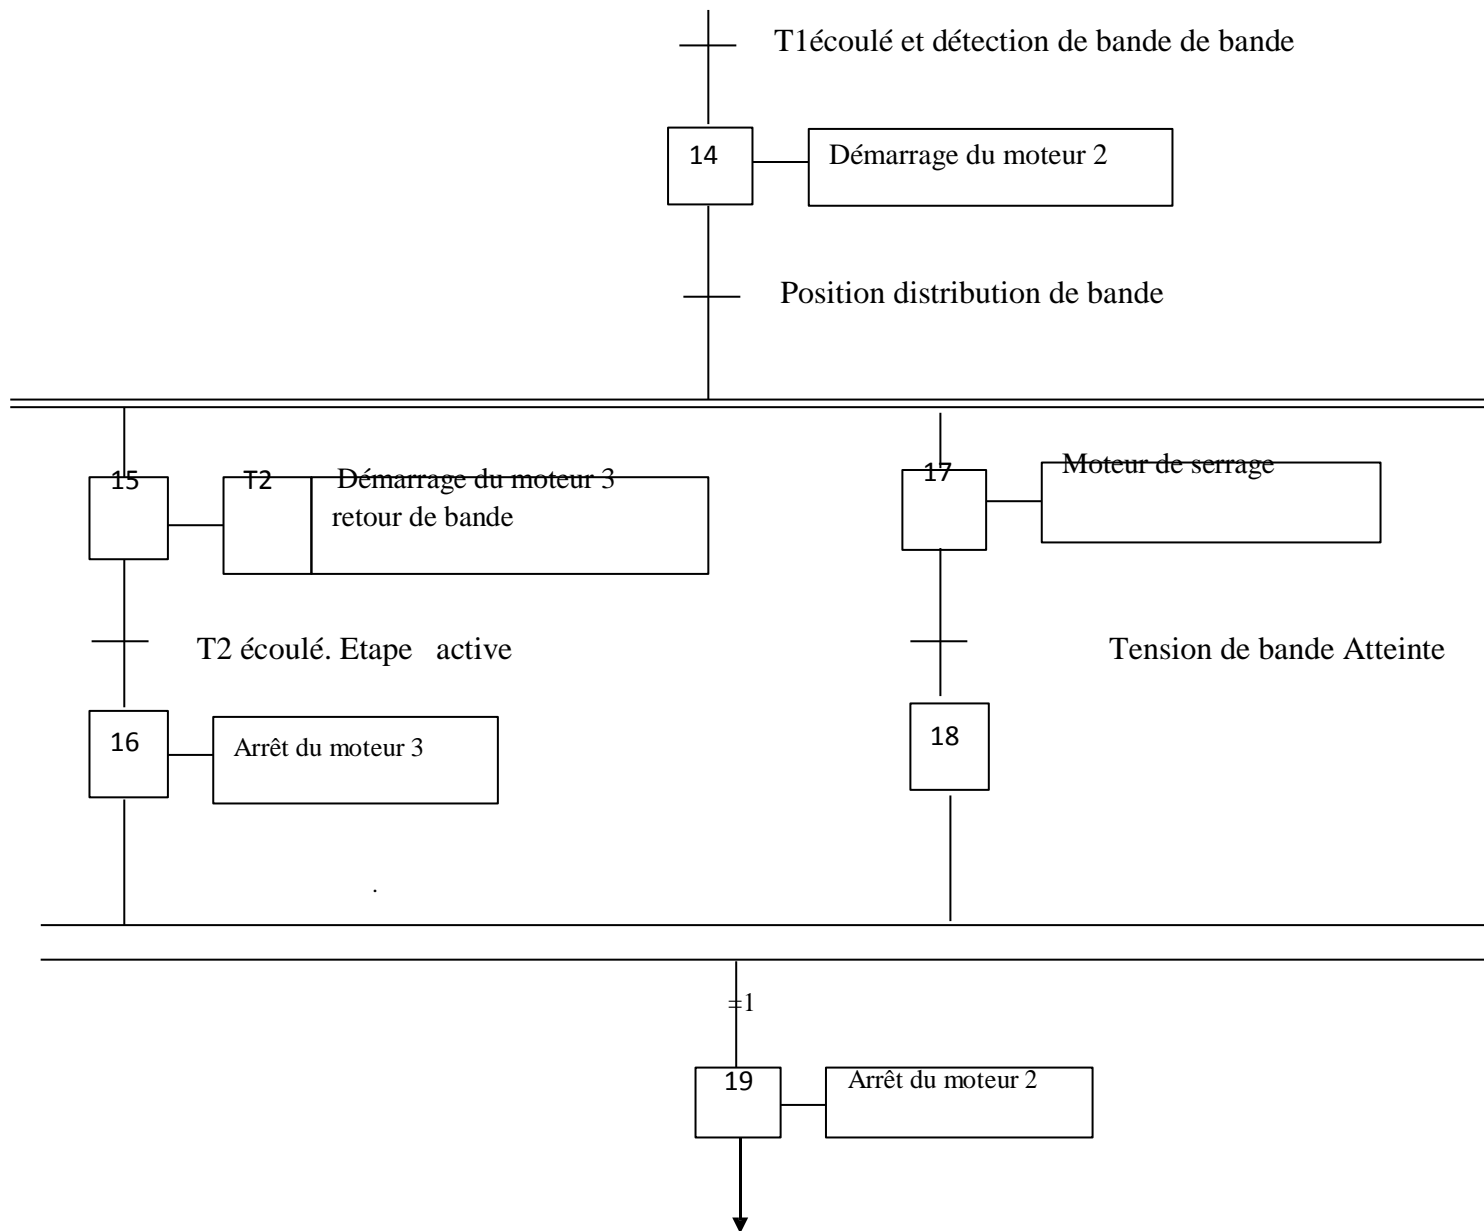 T1écoulé et détection de bande de bande
14
Démarrage du moteur 2
Position distribution de bande
15
T2
Démarrage du moteur 3
retour de bande
17
Moteur de serrage
T2 écoulé. Etape active
Tension de bande Atteinte
16
Arrêt du moteur 3
18
.
=1
19
Arrêt du moteur 2